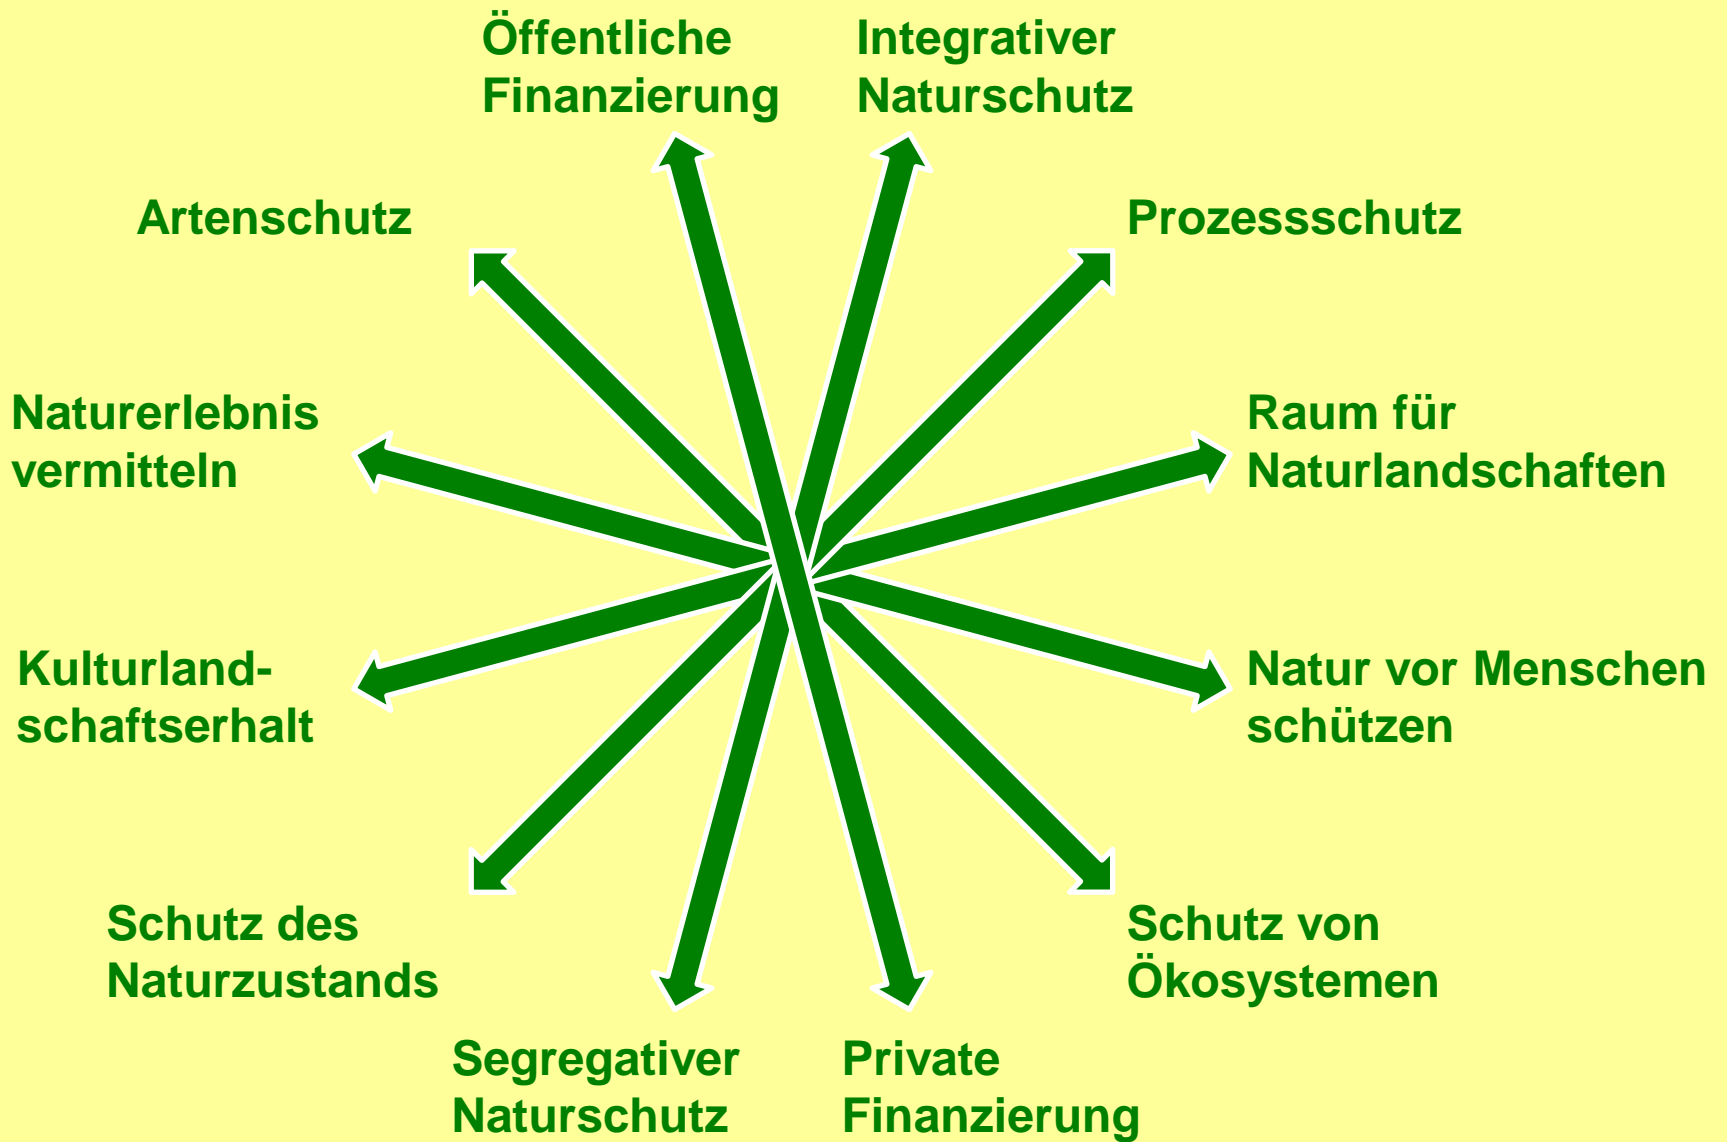 Öffentliche
Finanzierung
Integrativer
Naturschutz
Artenschutz
Prozessschutz
Naturerlebnis
vermitteln
Raum für
Naturlandschaften
Kulturland-
schaftserhalt
Natur vor Menschen
schützen
Schutz des
Naturzustands
Schutz von
Ökosystemen
Segregativer
Naturschutz
Private
Finanzierung